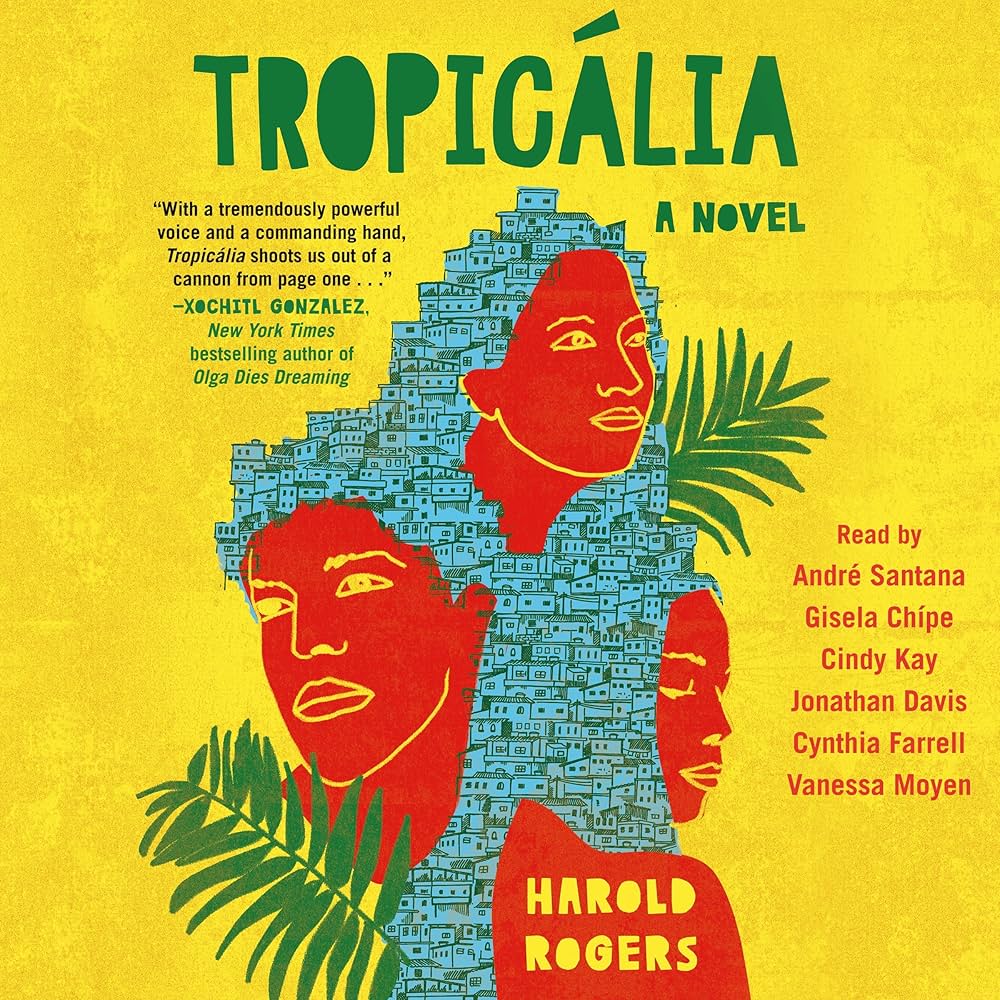 TROPICÁLIA
A NOVEL
“With a tremendously powerful
voice and a commanding hand,
Tropicália shoots us out of a
cannon from page one . . .”
–XOCHITL GONZALEZ,
New York Times
bestselling author of
Olga Dies Dreaming
Read by
André Santana
Gisela Chípe
Cindy Kay
Jonathan Davis
Cynthia Farrell
Vanessa Moyen
HAROLD
ROGERS